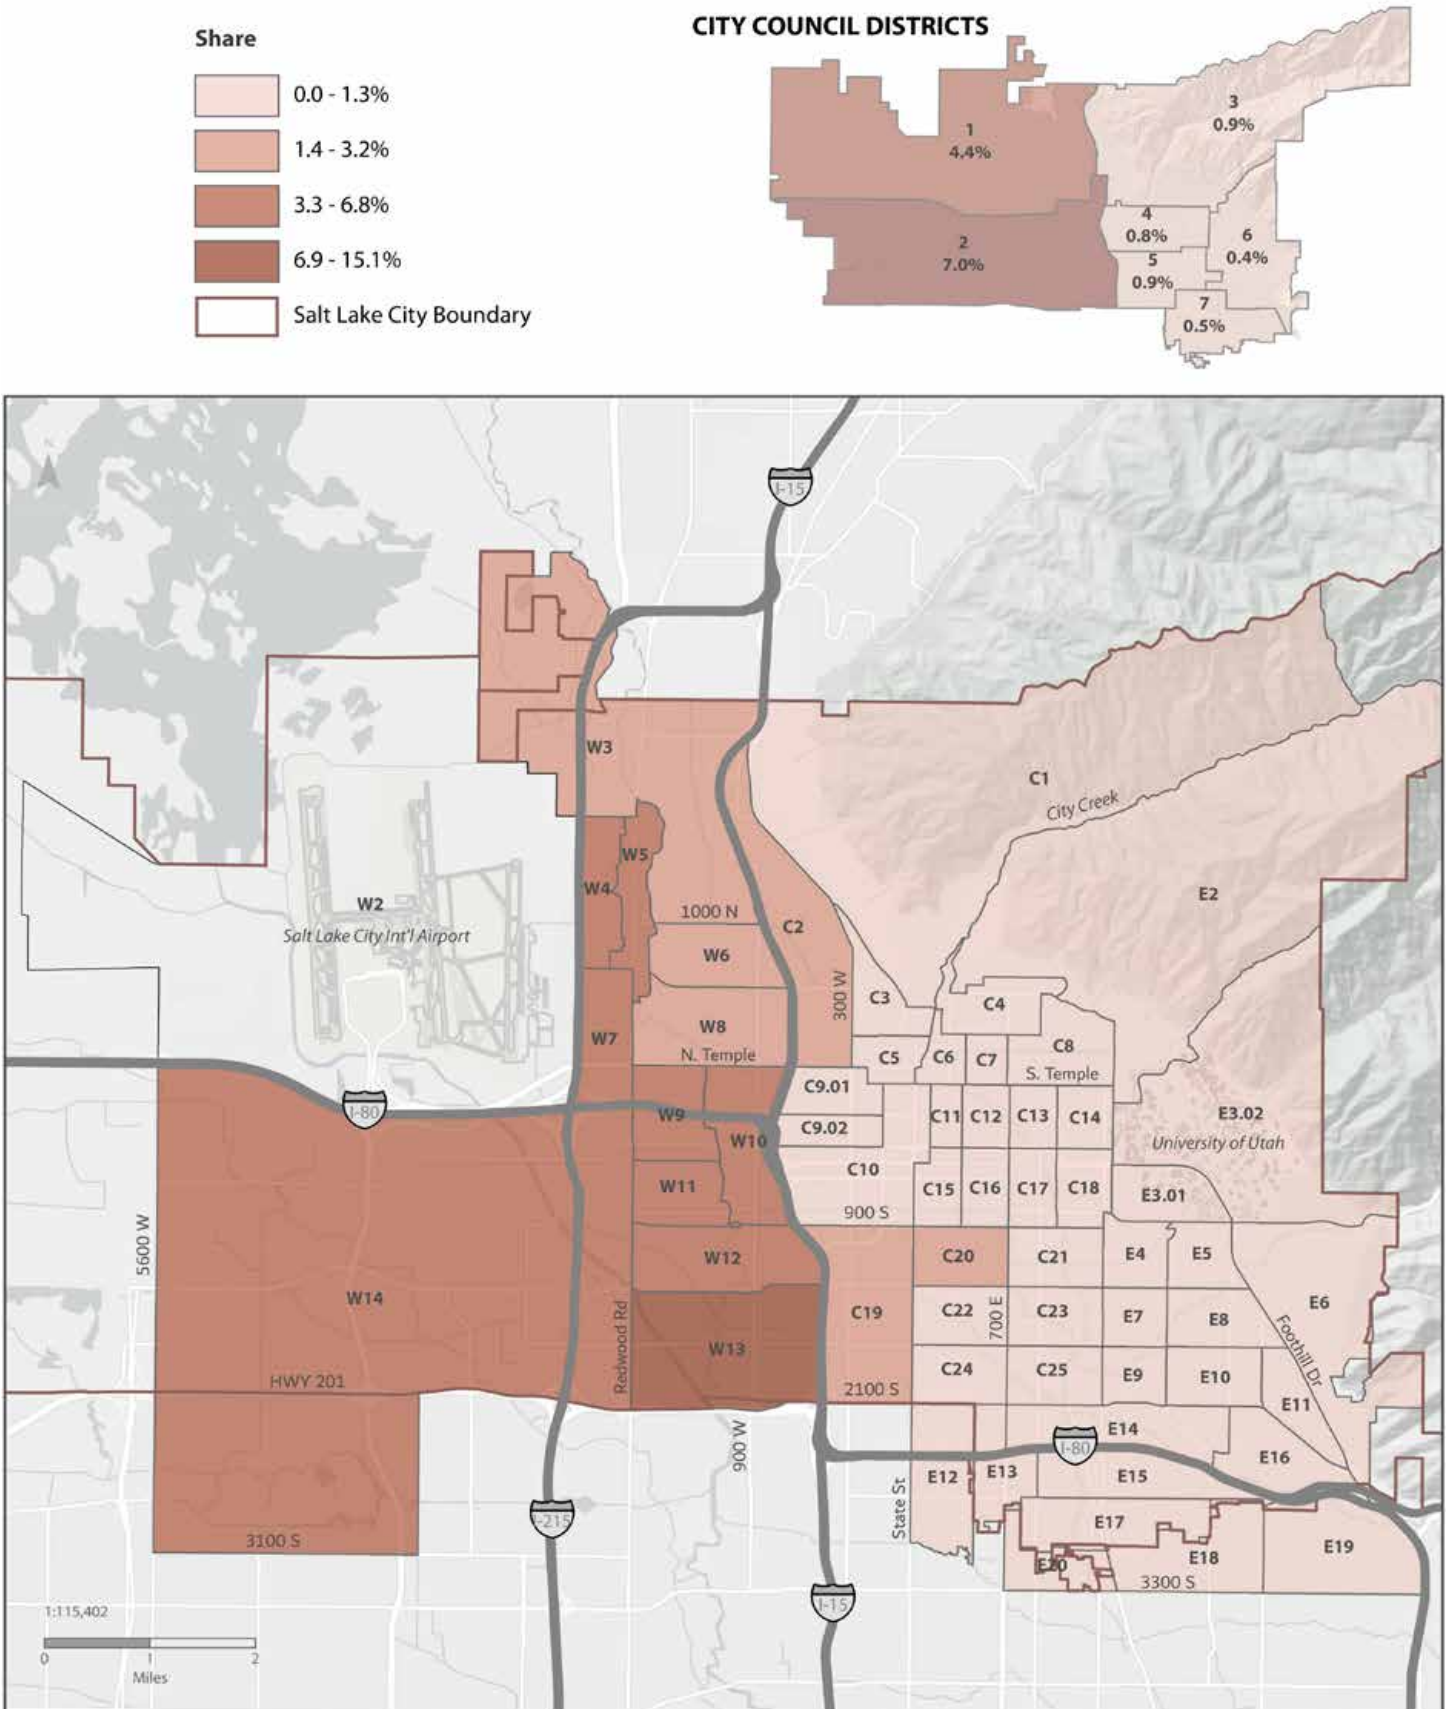 Share
0.0 - 1.3%
1.4 - 3.2%
3.3 - 6.8%
6.9 - 15.1%
Salt Lake City Boundary
CITY COUNCIL DISTRICTS
1
4.4%
2
7.0%
3
0.9%
4
0.8%
5
0.9%
6
0.4%
7
0.5%
I-15
W3
C1
City Creek
W5
W4
W2
Salt Lake City Int'l Airport
1000 N
C2
E2
W6
300 W
C3
C4
W7
W8
N. Temple
C5
C6
C7
C8
S. Temple
C9.01
I-80
W9
C9.02
C11
C12
C13
C14
E3.02
University of Utah
W10
C10
W11
C15
C16
C17
C18
E3.01
900 S
5600 W
W12
C20
C21
E4
E5
W14
C19
C22
700 E
C23
E7
E8
E6
Redwood Rd
W13
Foothill Dr
HWY 201
2100 S
C24
C25
E9
E10
E11
900 W
I-80
E14
E16
State St
E12
E13
E15
I-215
E17
3100 S
E20
E18
E19
3300 S
I-15
1:115,402
0
1
2
Miles